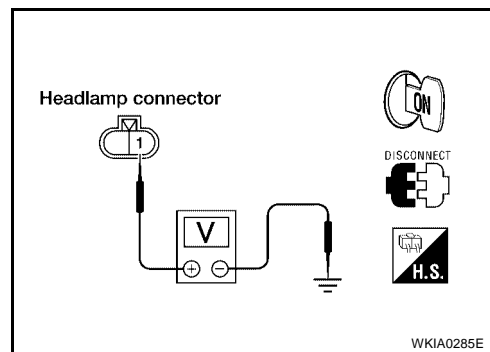 Headlamp connector
1
ON
DISCONNECT
V
+ −
H.S.
WKIA0285E